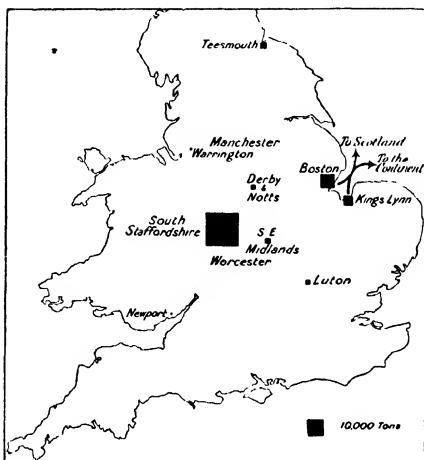 Teesmouth
Manchester
Warrington
To Scotland
To the
Continent
Boston
Derby
&
Notts
Kings Lynn
South
Staffordshire
S E
Midlands
Worcester
Luton
Newport
10,000 Tons